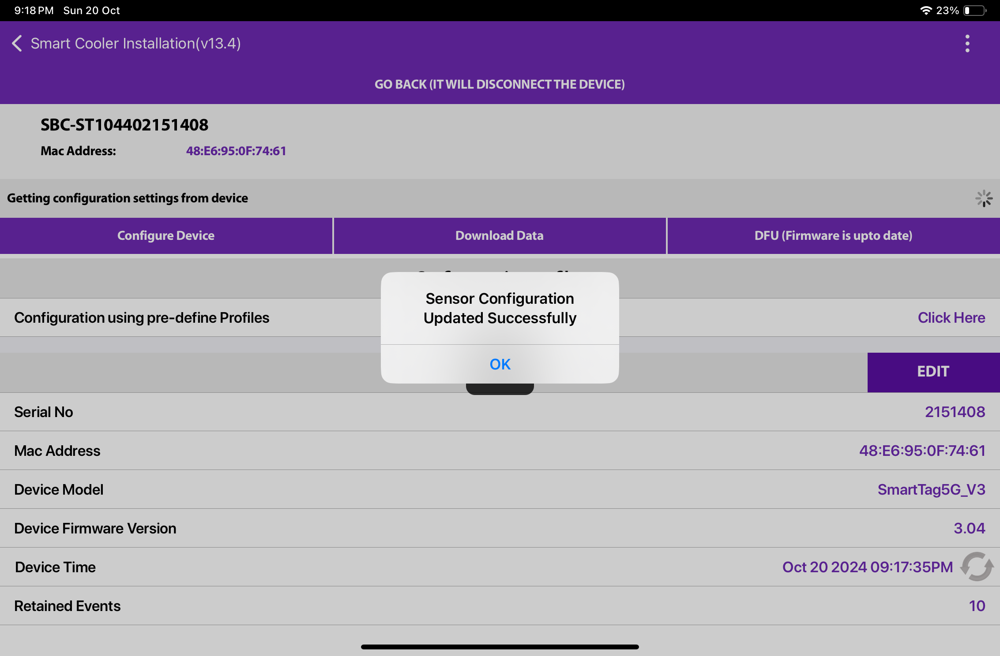 9:18 PM Sun 20 Oct 23%
Smart Cooler Installation(v13.4)
GO BACK (IT WILL DISCONNECT THE DEVICE)
SBC-ST104402151408
Mac Address: 48:E6:95:0F:74:61
Getting configuration settings from device
Configure Device Download Data DFU (Firmware is upto date)
Sensor Configuration
Updated Successfully
OK
Configuration using pre-define Profiles Click Here
EDIT
Serial No 2151408
Mac Address 48:E6:95:0F:74:61
Device Model SmartTag5G_V3
Device Firmware Version 3.04
Device Time Oct 20 2024 09:17:35PM
Retained Events 10